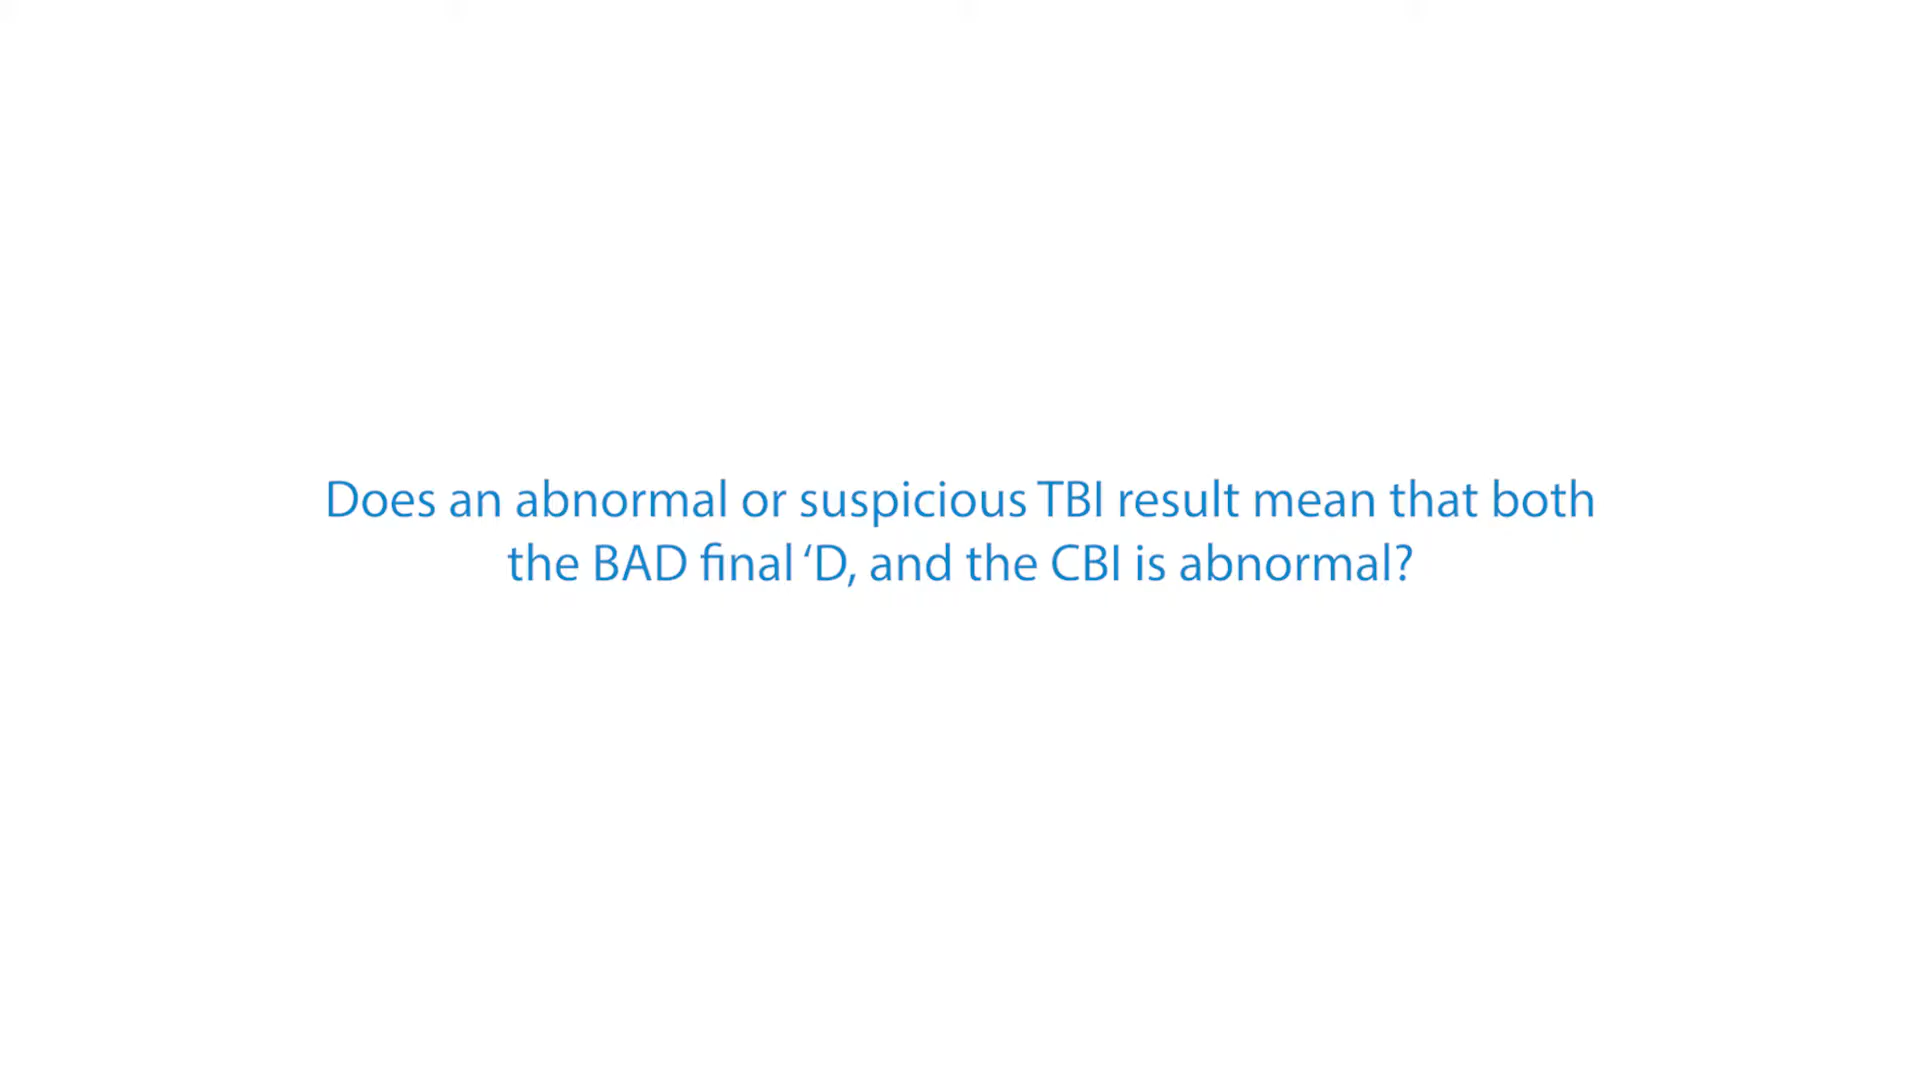 Does an abnormal or suspicious TBI result mean that both
the BAD final ‘D, and the CBI is abnormal?